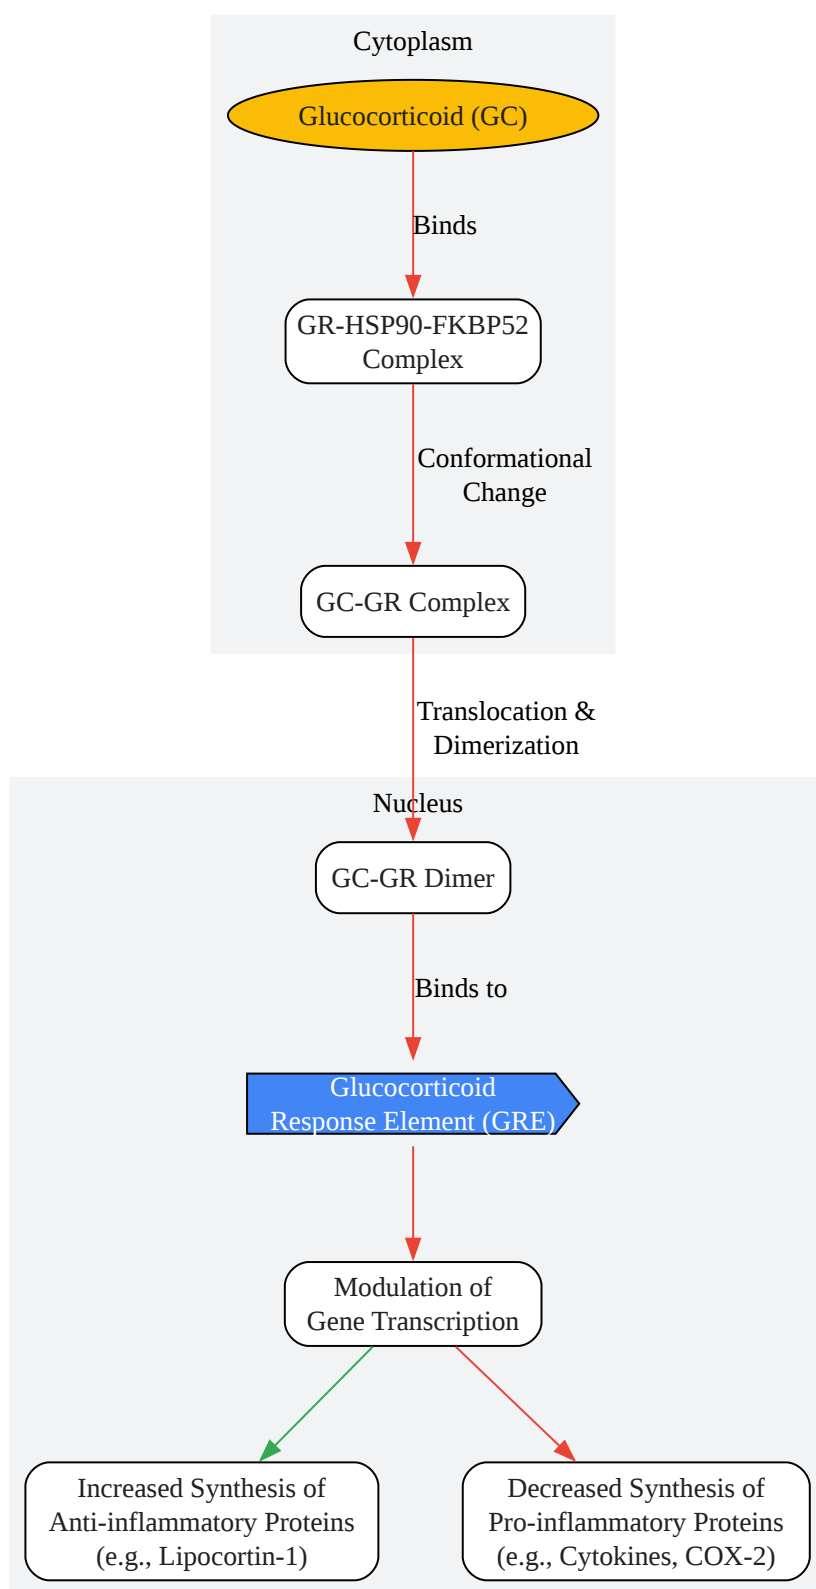 Cytoplasm
Glucocorticoid (GC)
Binds
GR-HSP90-FKBP52
Complex
Conformational
Change
GC-GR Complex
Translocation &
Dimerization
Nucleus
GC-GR Dimer
Binds to
Glucocorticoid
Response Element (GRE)
Modulation of
Gene Transcription
Increased Synthesis of
Anti-inflammatory Proteins
(e.g., Lipocortin-1)
Decreased Synthesis of
Pro-inflammatory Proteins
(e.g., Cytokines, COX-2)